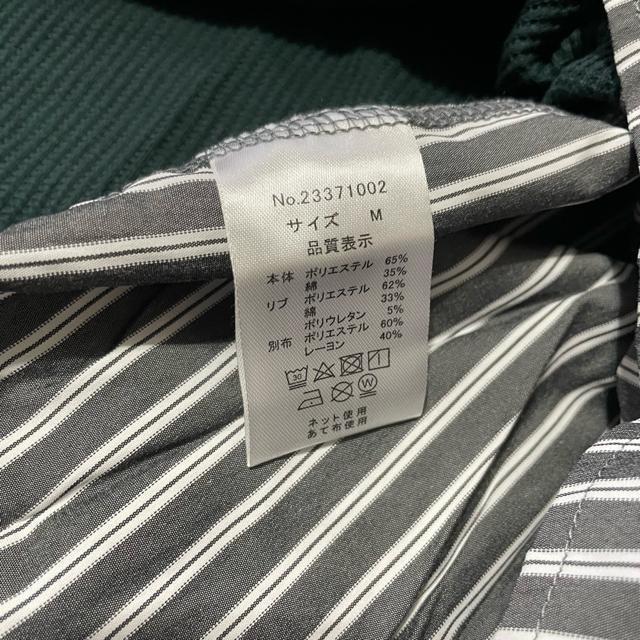 No.23371002
サイズ M
品質表示
本体 ポリエステル 65%
綿 35%
リブ ポリエステル 62%
綿 33%
ポリウレタン 5%
別布 ポリエステル 60%
レーヨン 40%
30
W
ネット使用
あて布使用